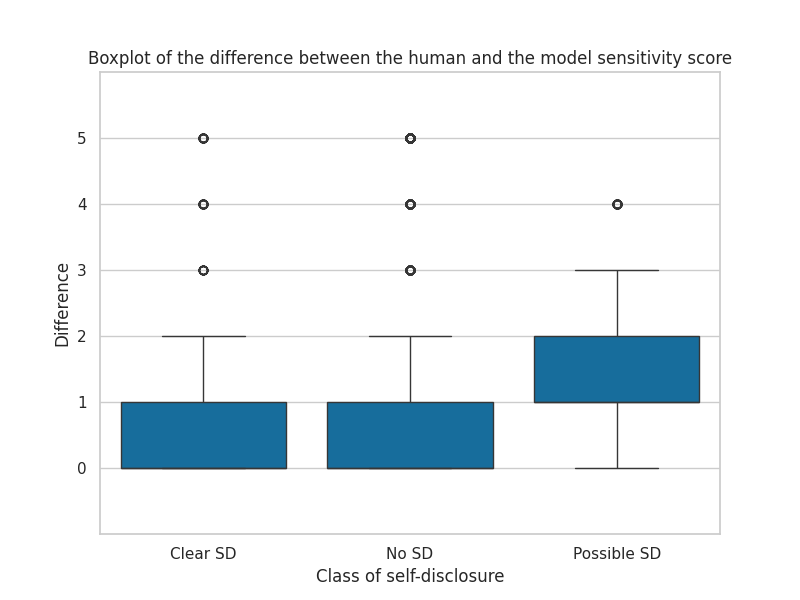 Boxplot of the difference between the human and the model sensitivity score
5
4
3
2
1
0
Difference
Clear SD
No SD
Possible SD
Class of self-disclosure